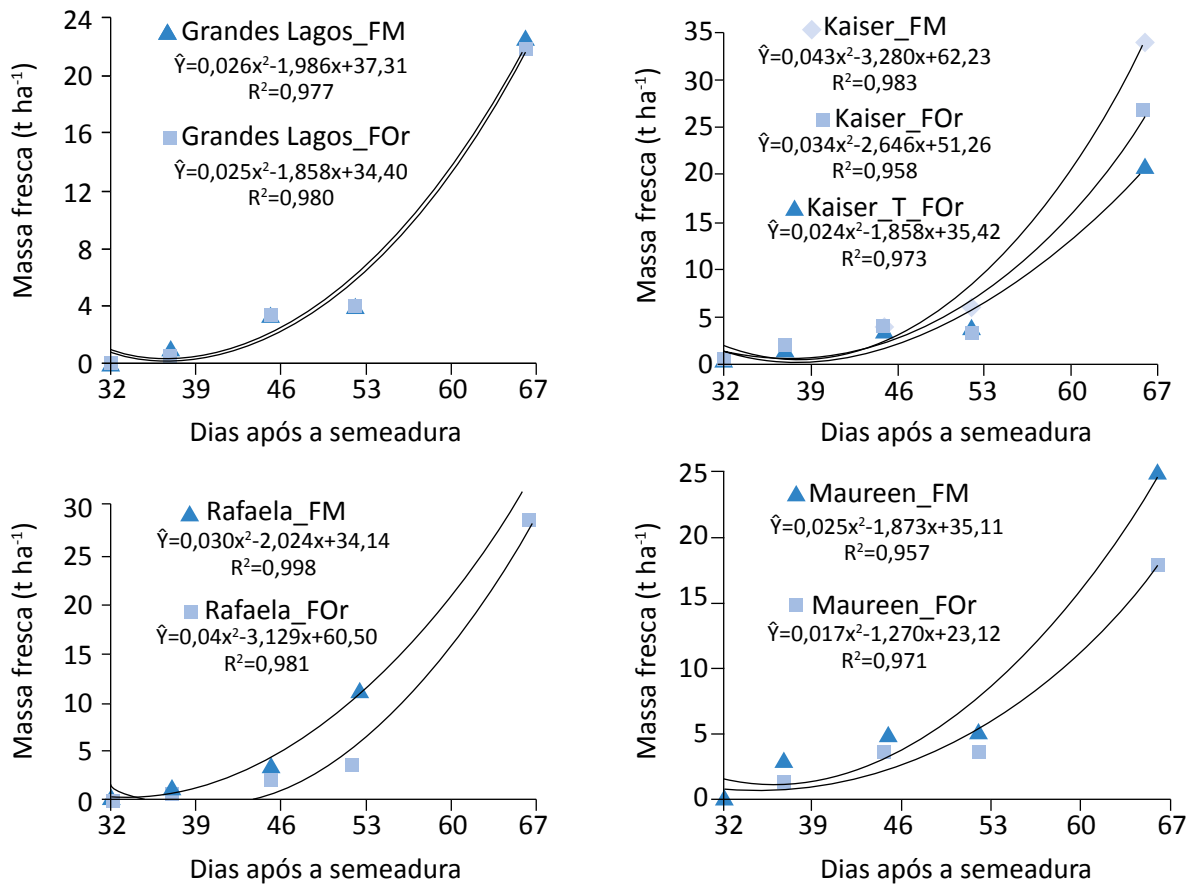 Massa fresca (t ha-1)
24
20
16
12
8
4
0
Grandes Lagos_FM
Ŷ=0,026x2-1,986x+37,31
R2=0,977
Grandes Lagos_FOr
Ŷ=0,025x2-1,858x+34,40
R2=0,980
32 39 46 53 60 67
Dias após a semeadura
Massa fresca (t ha-1)
35
30
25
20
15
10
5
0
Kaiser_FM
Ŷ=0,043x2-3,280x+62,23
R2=0,983
Kaiser_FOr
Ŷ=0,034x2-2,646x+51,26
R2=0,958
Kaiser_T_FOr
Ŷ=0,024x2-1,858x+35,42
R2=0,973
32 39 46 53 60 67
Dias após a semeadura
Massa fresca (t ha-1)
30
25
20
15
10
5
0
Rafaela_FM
Ŷ=0,030x2-2,024x+34,14
R2=0,998
Rafaela_FOr
Ŷ=0,04x2-3,129x+60,50
R2=0,981
32 39 46 53 60 67
Dias após a semeadura
Massa fresca (t ha-1)
25
20
15
10
5
0
Maureen_FM
Ŷ=0,025x2-1,873x+35,11
R2=0,957
Maureen_FOr
Ŷ=0,017x2-1,270x+23,12
R2=0,971
32 39 46 53 60 67
Dias após a semeadura